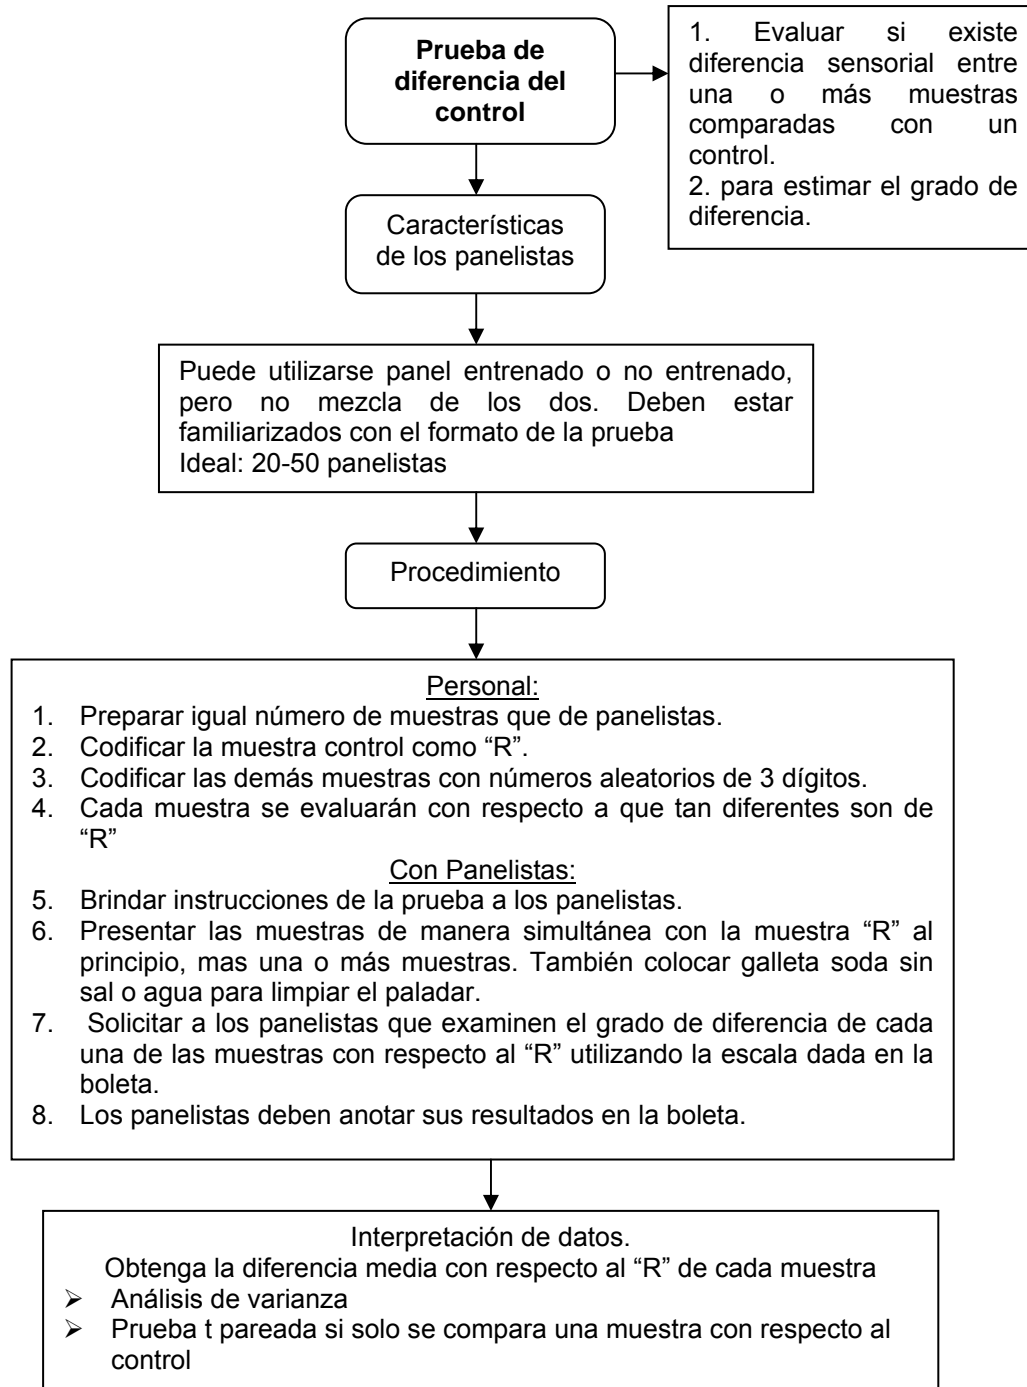 Prueba de
diferencia del
control
1. Evaluar si existe
diferencia sensorial entre
una o más muestras
comparadas con un
control.
2. para estimar el grado de
diferencia.
Características
de los panelistas
Puede utilizarse panel entrenado o no entrenado,
pero no mezcla de los dos. Deben estar
familiarizados con el formato de la prueba
Ideal: 20-50 panelistas
Procedimiento
Personal:
1. Preparar igual número de muestras que de panelistas.
2. Codificar la muestra control como “R”.
3. Codificar las demás muestras con números aleatorios de 3 dígitos.
4. Cada muestra se evaluarán con respecto a que tan diferentes son de
“R”
Con Panelistas:
5. Brindar instrucciones de la prueba a los panelistas.
6. Presentar las muestras de manera simultánea con la muestra “R” al
principio, mas una o más muestras. También colocar galleta soda sin
sal o agua para limpiar el paladar.
7. Solicitar a los panelistas que examinen el grado de diferencia de cada
una de las muestras con respecto al “R” utilizando la escala dada en la
boleta.
8. Los panelistas deben anotar sus resultados en la boleta.
Interpretación de datos.
Obtenga la diferencia media con respecto al “R” de cada muestra
➢ Análisis de varianza
➢ Prueba t pareada si solo se compara una muestra con respecto al
control